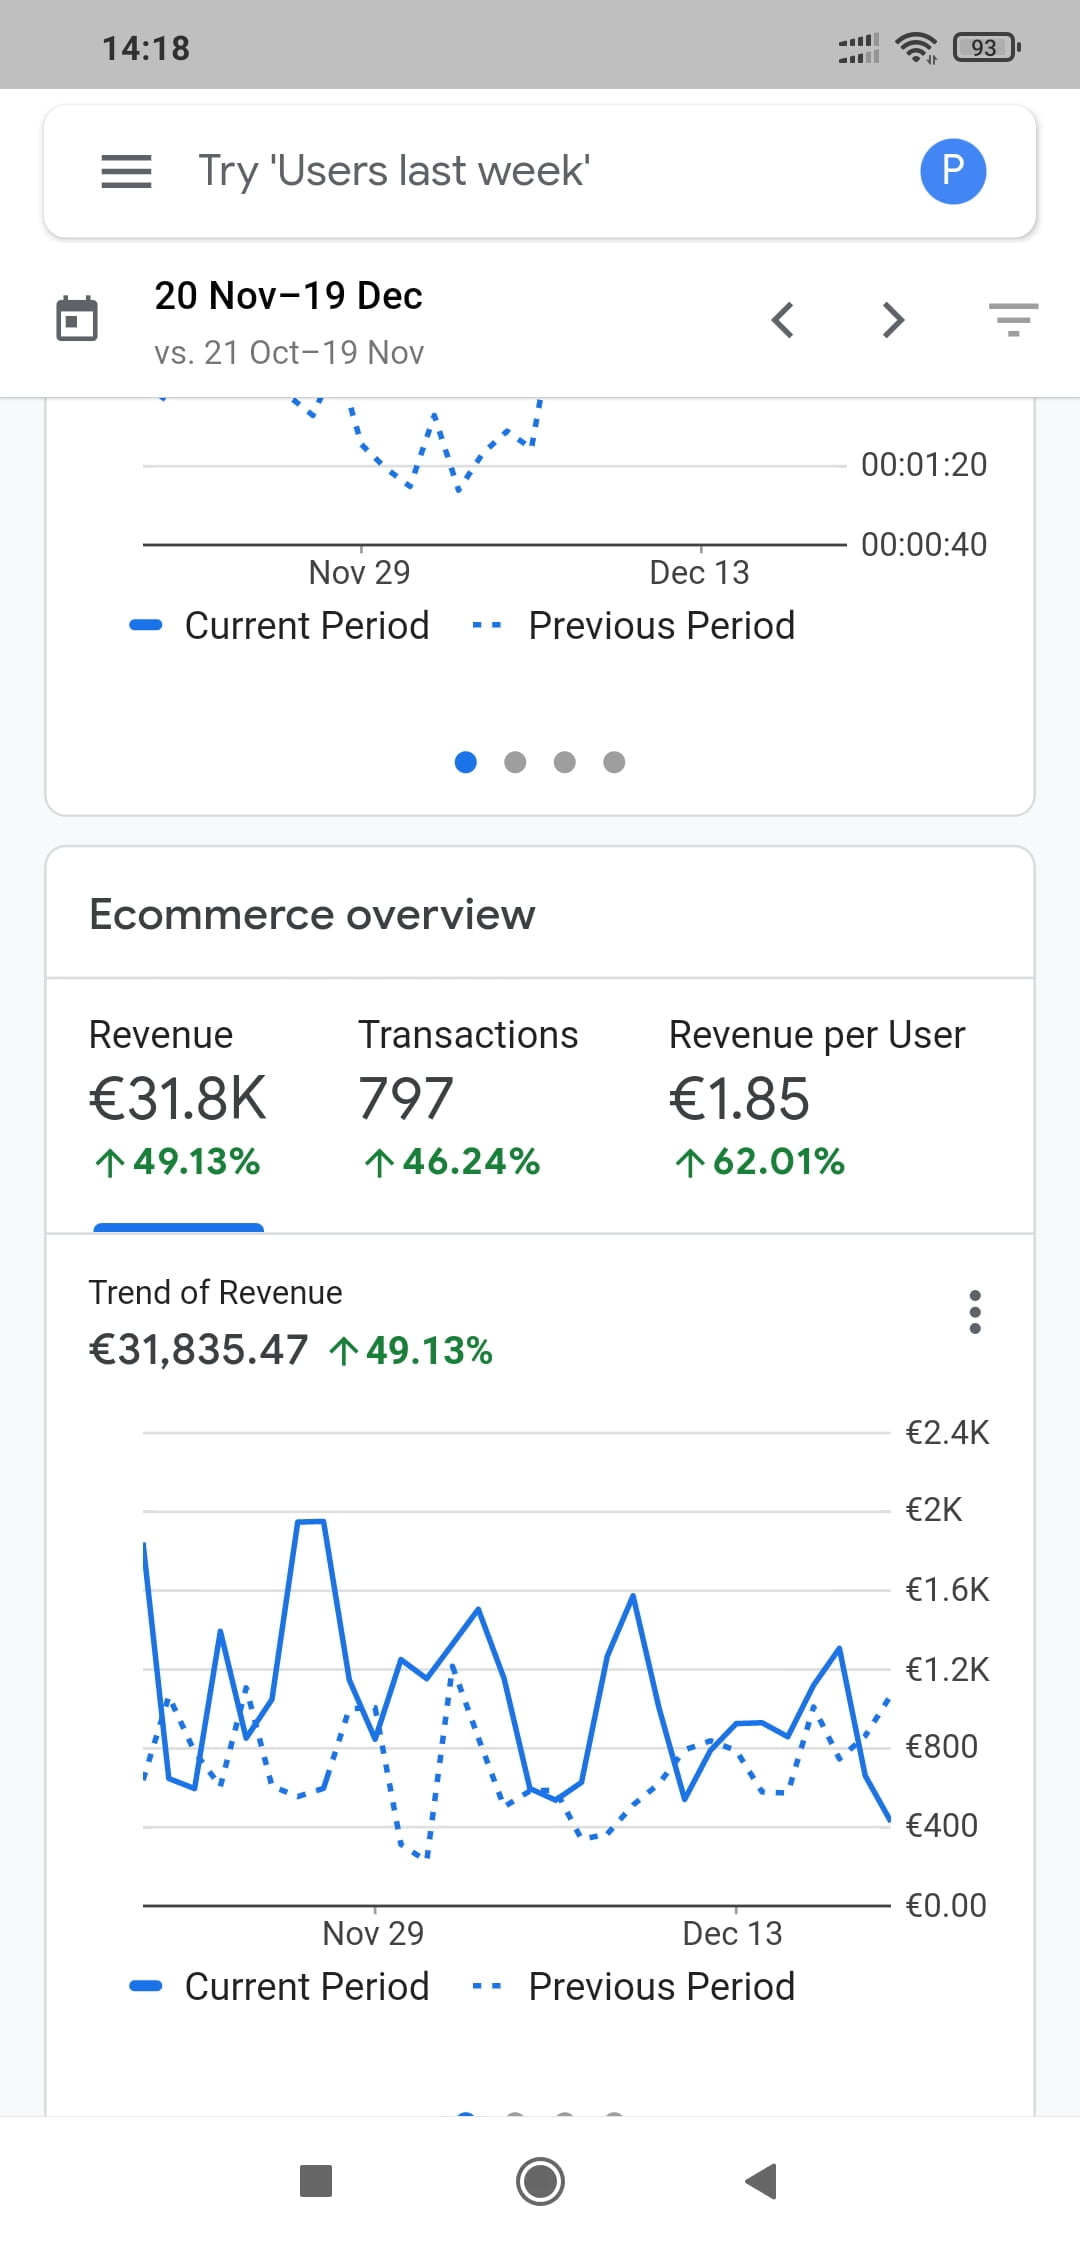 14:18
93
Try 'Users last week'
P
20 Nov–19 Dec
vs. 21 Oct–19 Nov
00:01:20
00:00:40
Nov 29 Dec 13
Current Period Previous Period
Ecommerce overview
Revenue Transactions Revenue per User
€31.8K 797 €1.85
↑49.13% ↑46.24% ↑62.01%
Trend of Revenue
€31,835.47 ↑49.13%
€2.4K
€2K
€1.6K
€1.2K
€800
€400
€0.00
Nov 29 Dec 13
Current Period Previous Period